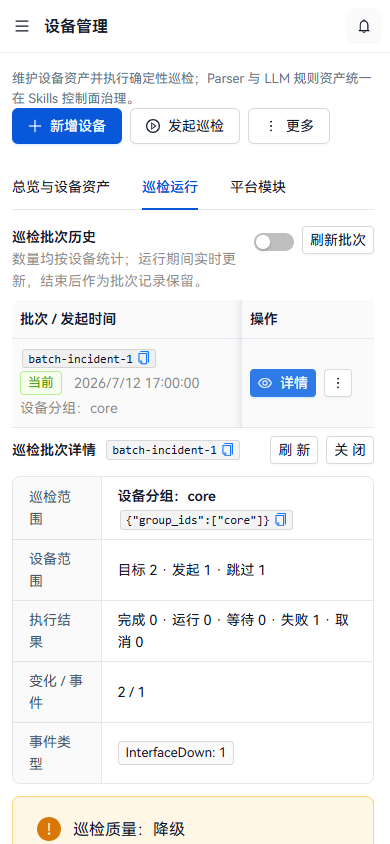 设备管理
维护设备资产并执行确定性巡检；Parser 与 LLM 规则资产统一
在 Skills 控制面治理。
新增设备
发起巡检
更多
总览与设备资产
巡检运行
平台模块
巡检批次历史
数量均按设备统计；运行期间实时更
新，结束后作为批次记录保留。
刷新批次
批次 / 发起时间
操作
batch-incident-1
当前 2026/7/12 17:00:00
设备分组：core
详情
巡检批次详情 batch-incident-1
刷 新
关 闭
巡检范
围
设备分组：core
{"group_ids":["core"]}
设备范
围
目标 2 · 发起 1 · 跳过 1
执行结
果
完成 0 · 运行 0 · 等待 0 · 失败 1 · 取
消 0
变化 / 事
件
2 / 1
事件类
型
InterfaceDown: 1
巡检质量：降级